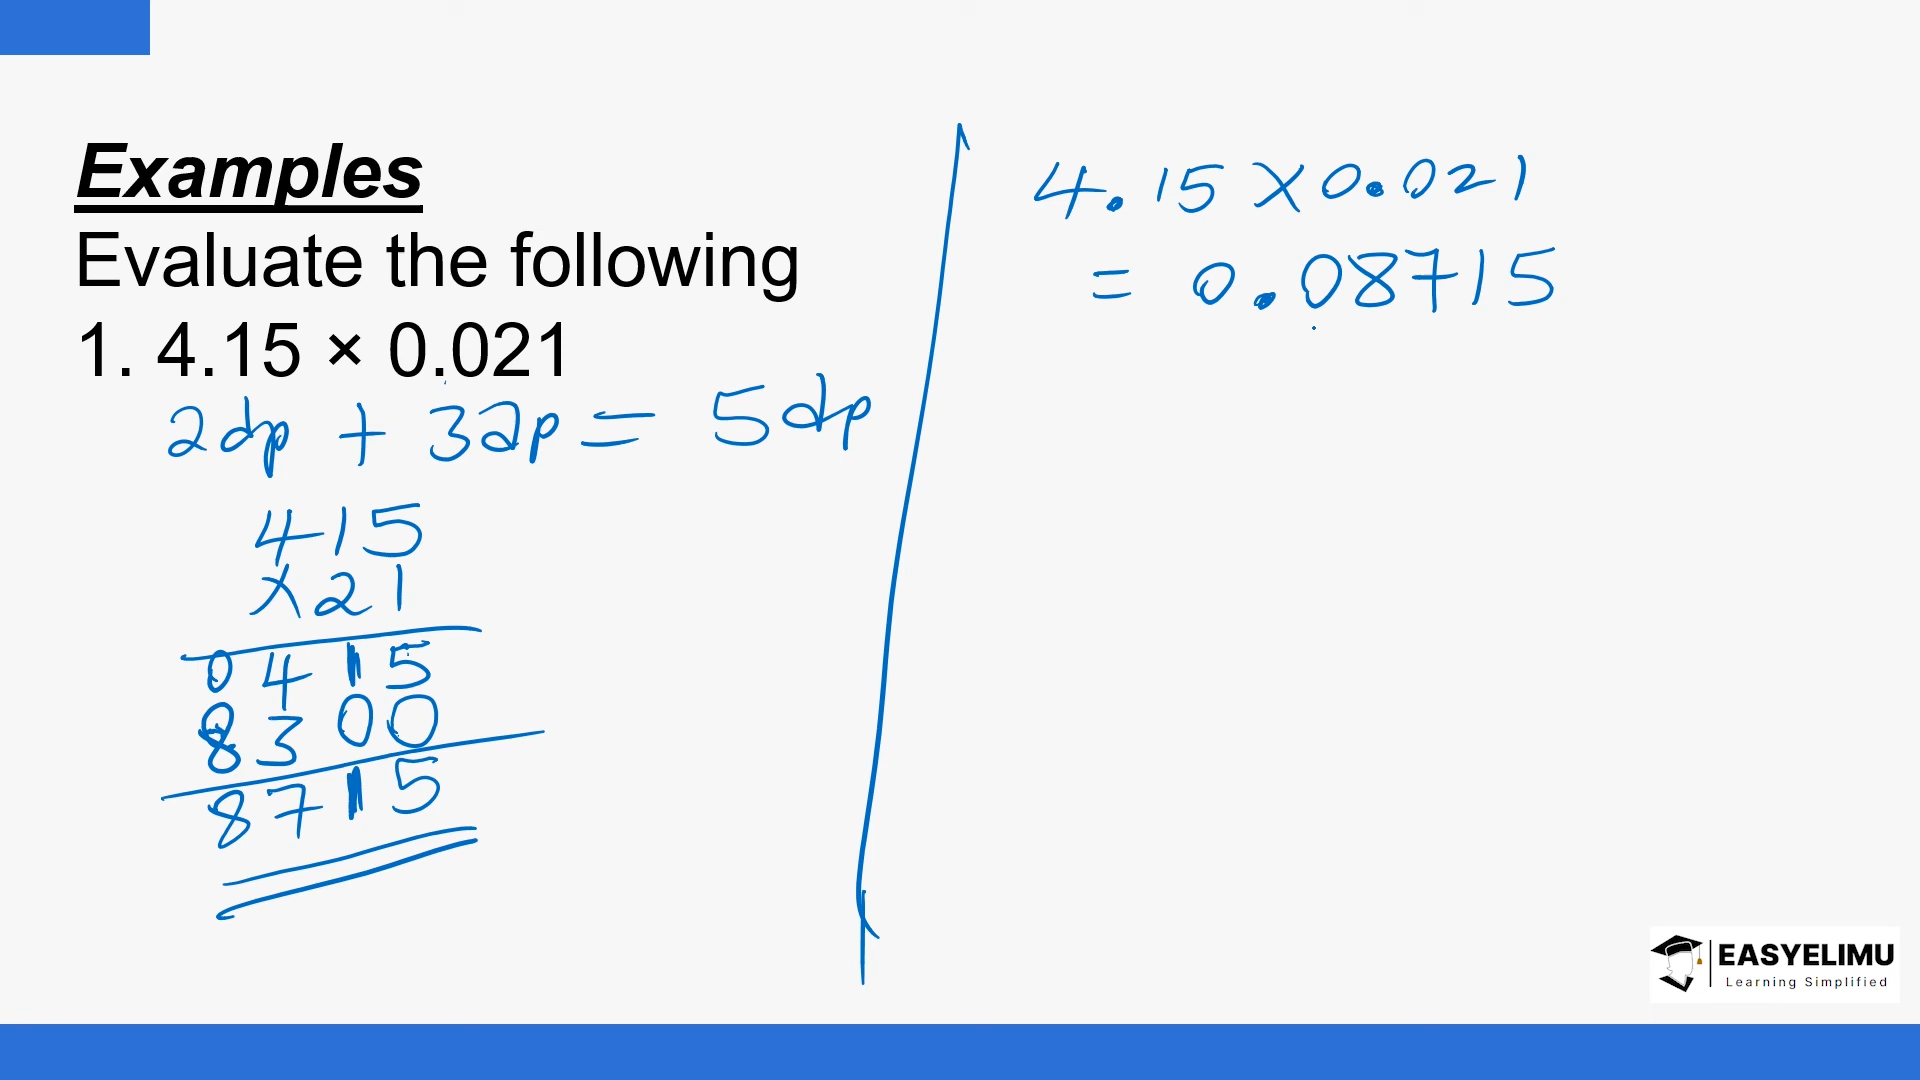 Examples
Evaluate the following
1. 4.15 × 0.021
2dp + 3dp = 5dp
415
×21
0415
8300
8715
4.15 × 0.021
= 0.08715
EASYELIMU
Learning Simplified